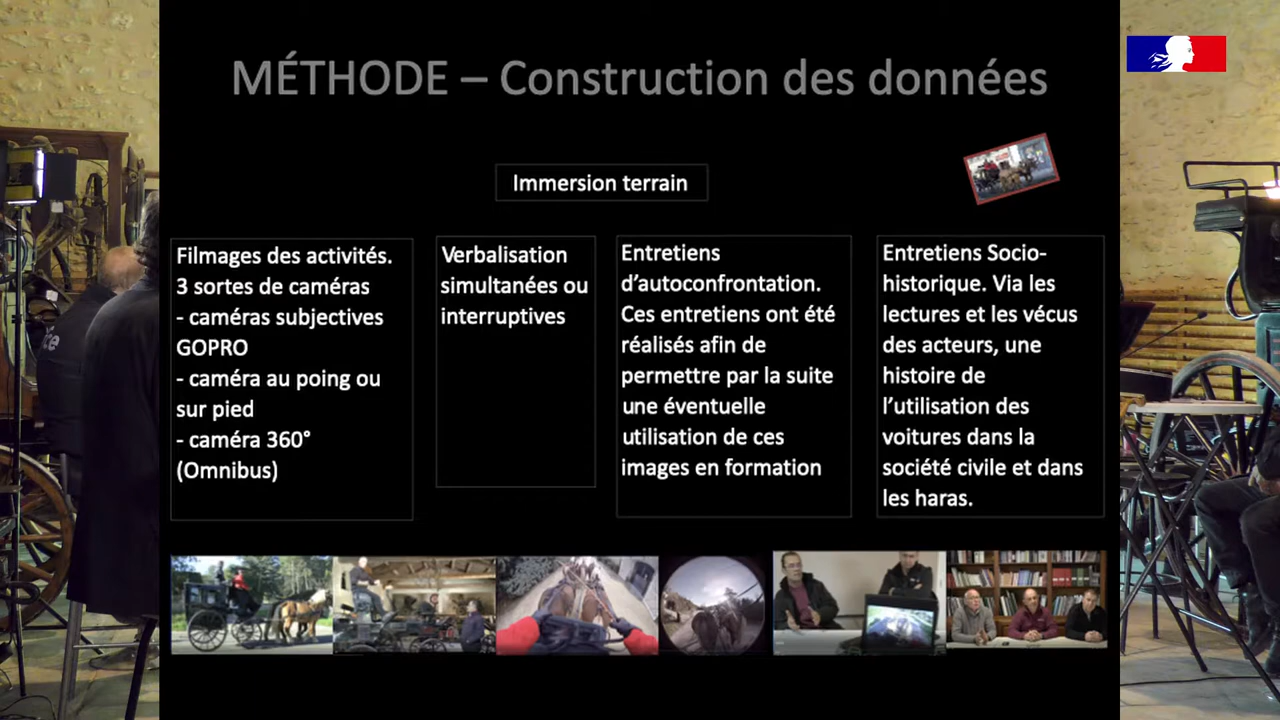 MÉTHODE – Construction des données
Immersion terrain
Filmages des activités.
3 sortes de caméras
- caméras subjectives
GOPRO
- caméra au poing ou
sur pied
- caméra 360°
(Omnibus)
Verbalisation
simultanées ou
interruptives
Entretiens
d’autoconfrontation.
Ces entretiens ont été
réalisés afin de
permettre par la suite
une éventuelle
utilisation de ces
images en formation
Entretiens Socio-
historique. Via les
lectures et les vécus
des acteurs, une
histoire de
l’utilisation des
voitures dans la
société civile et dans
les haras.